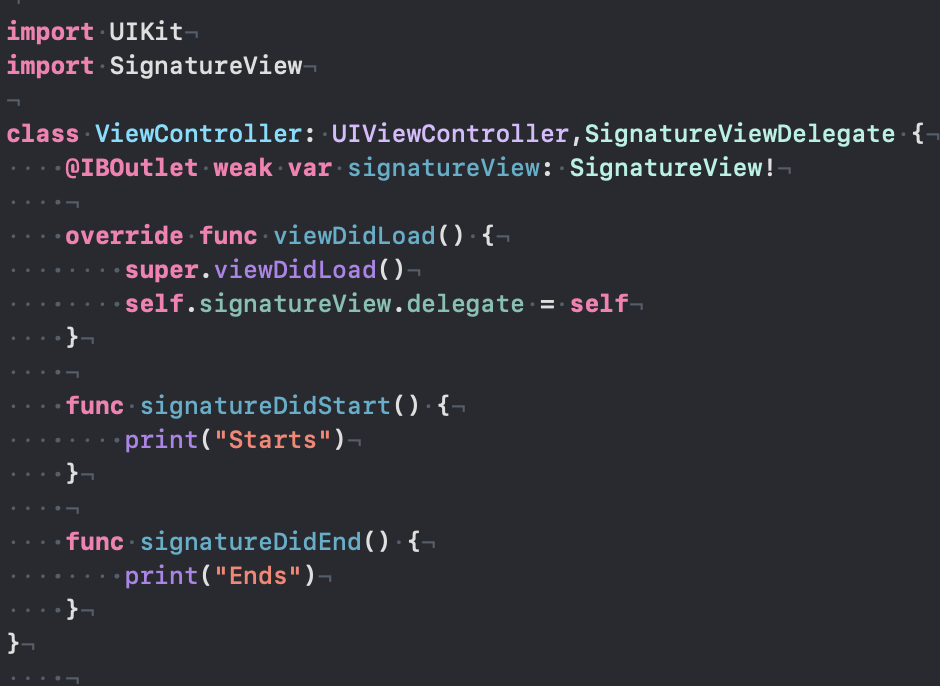 import UIKit
import SignatureView

class ViewController: UIViewController,SignatureViewDelegate {
    @IBOutlet weak var signatureView: SignatureView!
    
    override func viewDidLoad() {
        super.viewDidLoad()
        self.signatureView.delegate = self
    }
    
    func signatureDidStart() {
        print("Starts")
    }
    
    func signatureDidEnd() {
        print("Ends")
    }
}